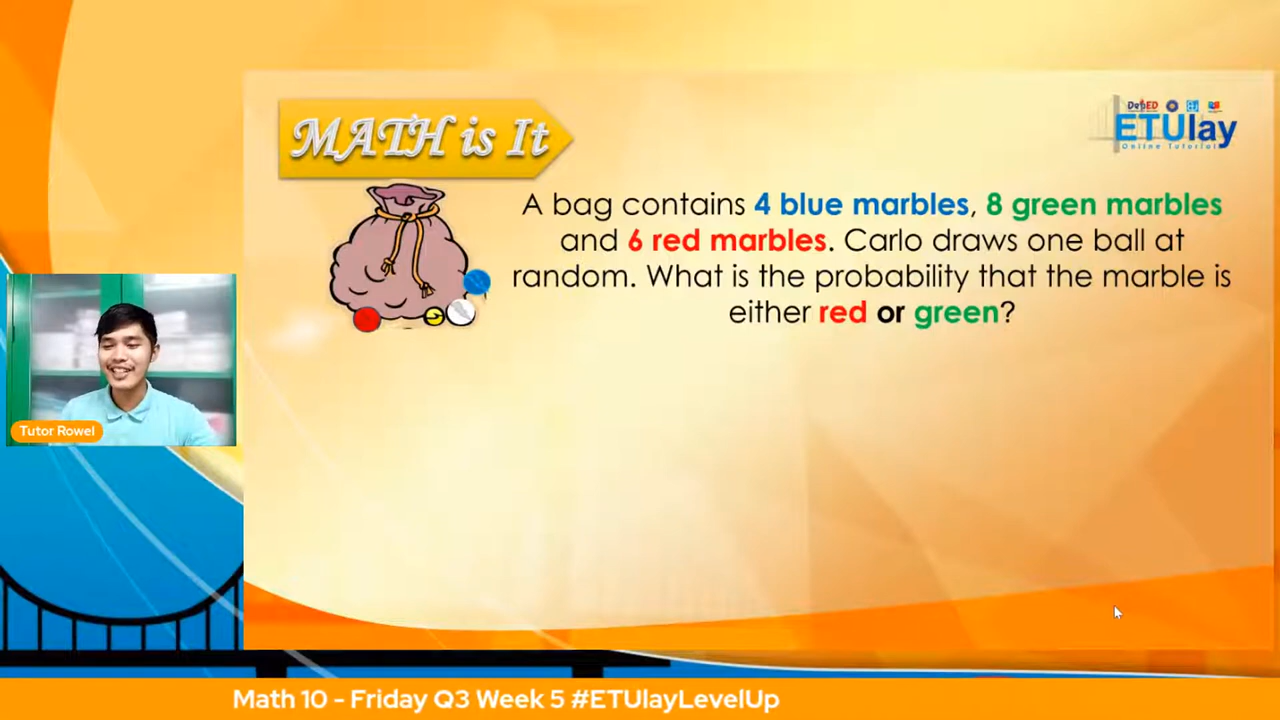 MATH is It
DepED
ETUlay
Online Tutorial
A bag contains 4 blue marbles, 8 green marbles
and 6 red marbles. Carlo draws one ball at
random. What is the probability that the marble is
either red or green?
Tutor Rowel
Math 10 - Friday Q3 Week 5 #ETUlayLevelUp